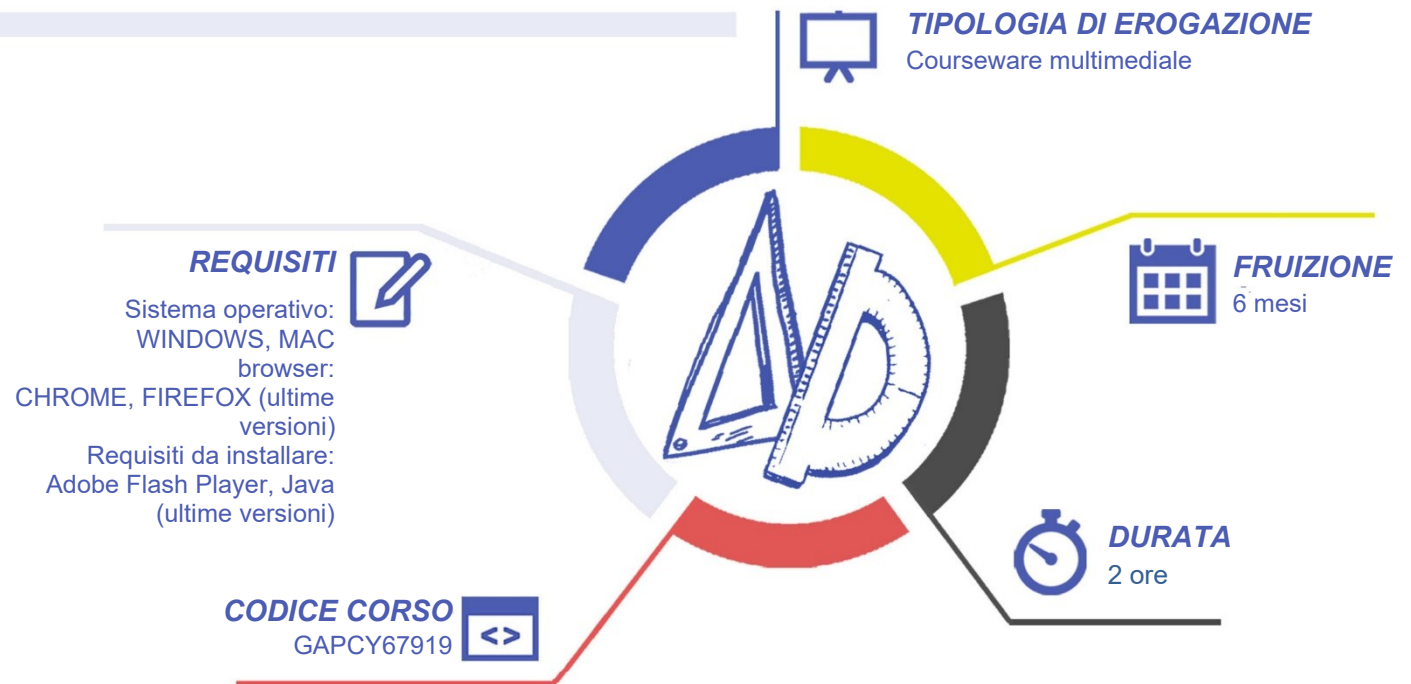 TIPOLOGIA DI EROGAZIONE
Courseware multimediale
REQUISITI
Sistema operativo:
WINDOWS, MAC
browser:
CHROME, FIREFOX (ultime
versioni)
Requisiti da installare:
Adobe Flash Player, Java
(ultime versioni)
FRUIZIONE
6 mesi
DURATA
2 ore
CODICE CORSO
GAPCY67919